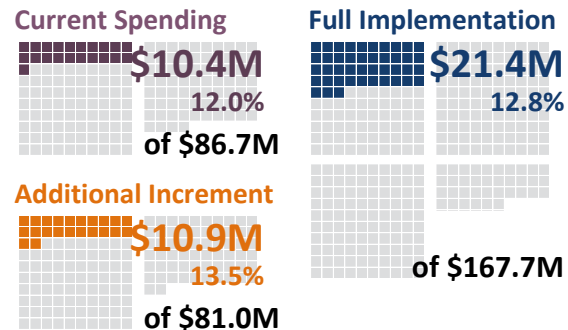 Current Spending
$10.4M
12.0%
of $86.7M
Additional Increment
$10.9M
13.5%
of $81.0M
Full Implementation
$21.4M
12.8%
of $167.7M